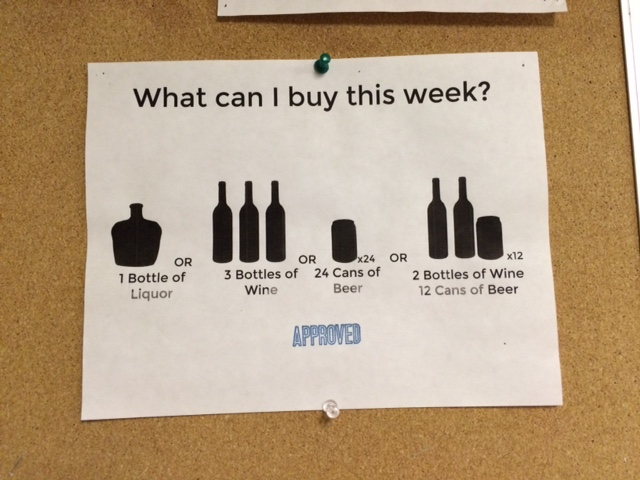 What can I buy this week?
1 Bottle of
Liquor
OR
3 Bottles of
Wine
OR
x24
24 Cans of
Beer
OR
x12
2 Bottles of Wine
12 Cans of Beer
APPROVED